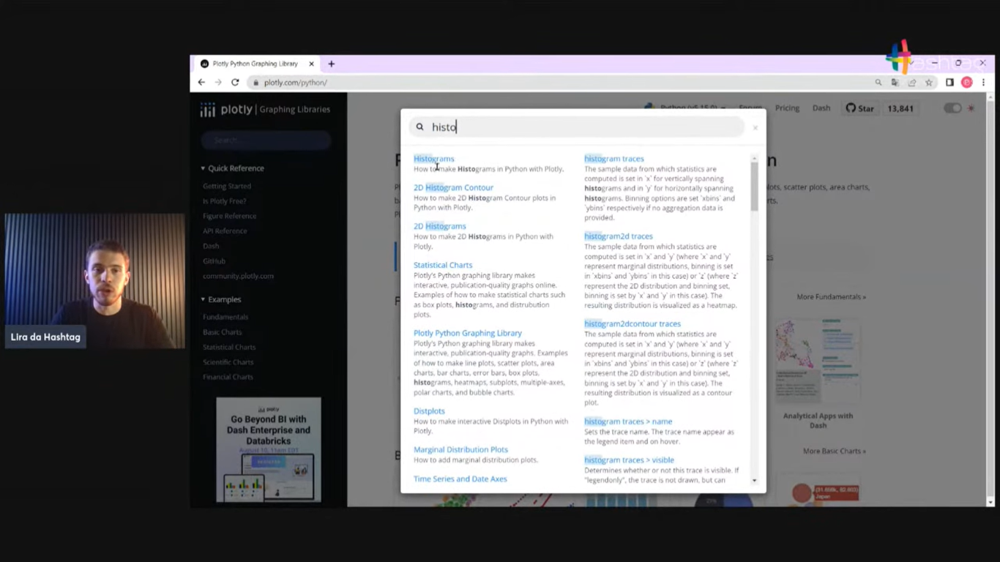 Hashtag
Plotly Python Graphing Library
plotly.com/python/
plotly | Graphing Libraries
Search...
Python (v5.15.0)
Forum
Pricing
Dash
Star
13,841
Quick Reference
Getting Started
Is Plotly Free?
Figure Reference
API Reference
Dash
GitHub
community.plotly.com
Examples
Fundamentals
Basic Charts
Statistical Charts
Scientific Charts
Financial Charts
plotly
Go Beyond BI with
Dash Enterprise and
Databricks
August 10, 11am EDT
histo
Histograms
How to make Histograms in Python with Plotly.
2D Histogram Contour
How to make 2D Histogram Contour plots in
Python with Plotly.
2D Histograms
How to make 2D Histograms in Python with
Plotly.
Statistical Charts
Plotly's Python graphing library makes
interactive, publication-quality graphs online.
Examples of how to make statistical charts such
as box plots, histograms, and distrubution
plots.
Plotly Python Graphing Library
Plotly's Python graphing library makes
interactive, publication-quality graphs. Examples
of how to make line plots, scatter plots, area
charts, bar charts, error bars, box plots,
histograms, heatmaps, subplots, multiple-axes,
polar charts, and bubble charts.
Distplots
How to make interactive Distplots in Python with
Plotly.
Marginal Distribution Plots
How to add marginal distribution plots.
Time Series and Date Axes
histogram traces
The sample data from which statistics are
computed is set in `x` for vertically spanning
histograms and in `y` for horizontally spanning
histograms. Binning options are set `xbins` and
`ybins` respectively if no aggregation data is
provided.
histogram2d traces
The sample data from which statistics are
computed is set in `x` and `y` (where `x` and `y`
represent marginal distributions, binning is set
in `xbins` and `ybins` in this case) or `z` (where `z`
represent the 2D distribution and binning set,
binning is set by `x` and `y` in this case). The
resulting distribution is visualized as a heatmap.
histogram2dcontour traces
The sample data from which statistics are
computed is set in `x` and `y` (where `x` and `y`
represent marginal distributions, binning is set
in `xbins` and `ybins` in this case) or `z` (where `z`
represent the 2D distribution and binning set,
binning is set by `x` and `y` in this case). The
resulting distribution is visualized as a contour
plot.
histogram traces > name
Sets the trace name. The trace name appear as
the legend item and on hover.
histogram traces > visible
Determines whether or not this trace is visible. If
"legendonly", the trace is not drawn, but can
lots, scatter plots, area charts,
More Fundamentals »
Analytical Apps with
Dash
More Basic Charts »
Japan
Lira da Hashtag